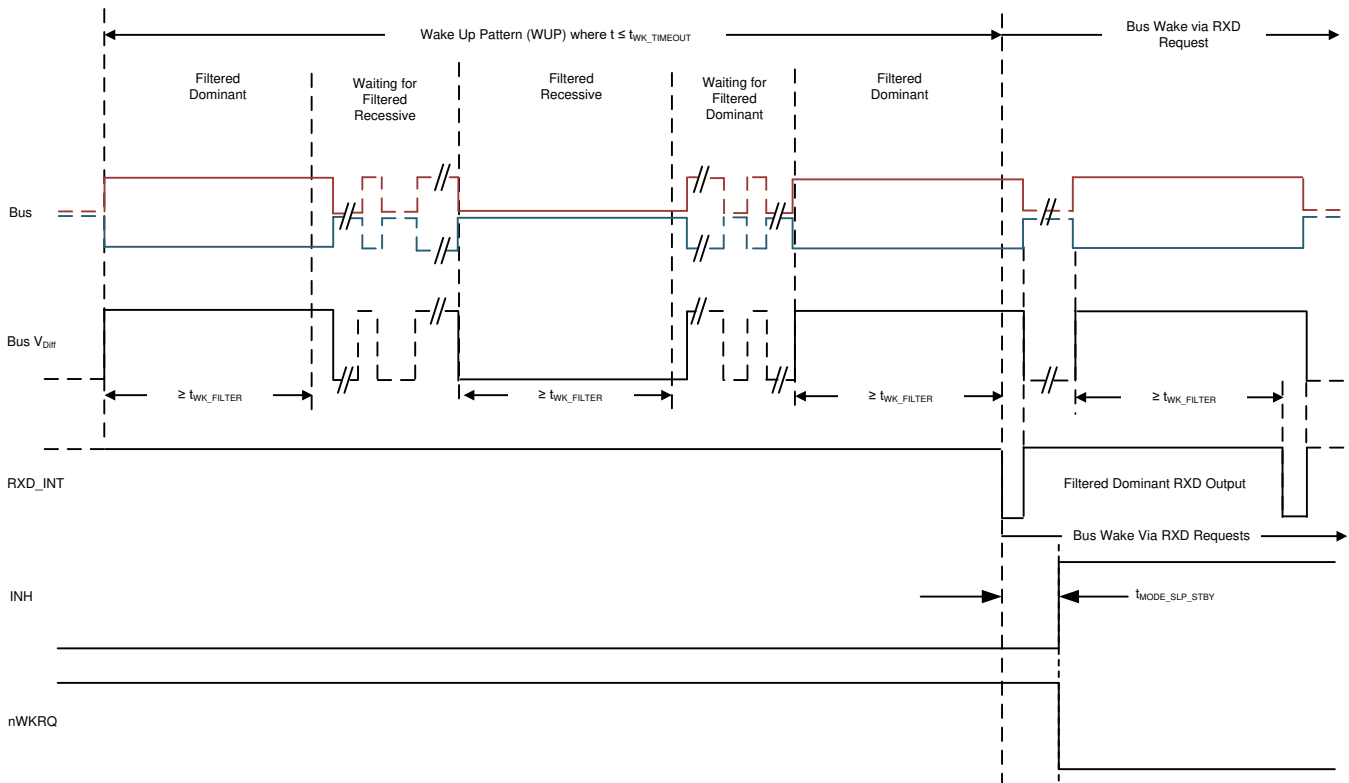 Wake Up Pattern (WUP) where t ≤ tWK_TIMEOUT
Bus Wake via RXD
Request
Filtered
Dominant
Waiting for
Filtered
Recessive
Filtered
Recessive
Waiting for
Filtered
Dominant
Filtered
Dominant
Bus
Bus VDiff
≥ tWK_FILTER
≥ tWK_FILTER
≥ tWK_FILTER
≥ tWK_FILTER
RXD_INT
Filtered Dominant RXD Output
Bus Wake Via RXD Requests
INH
tMODE_SLP_STBY
nWKRQ